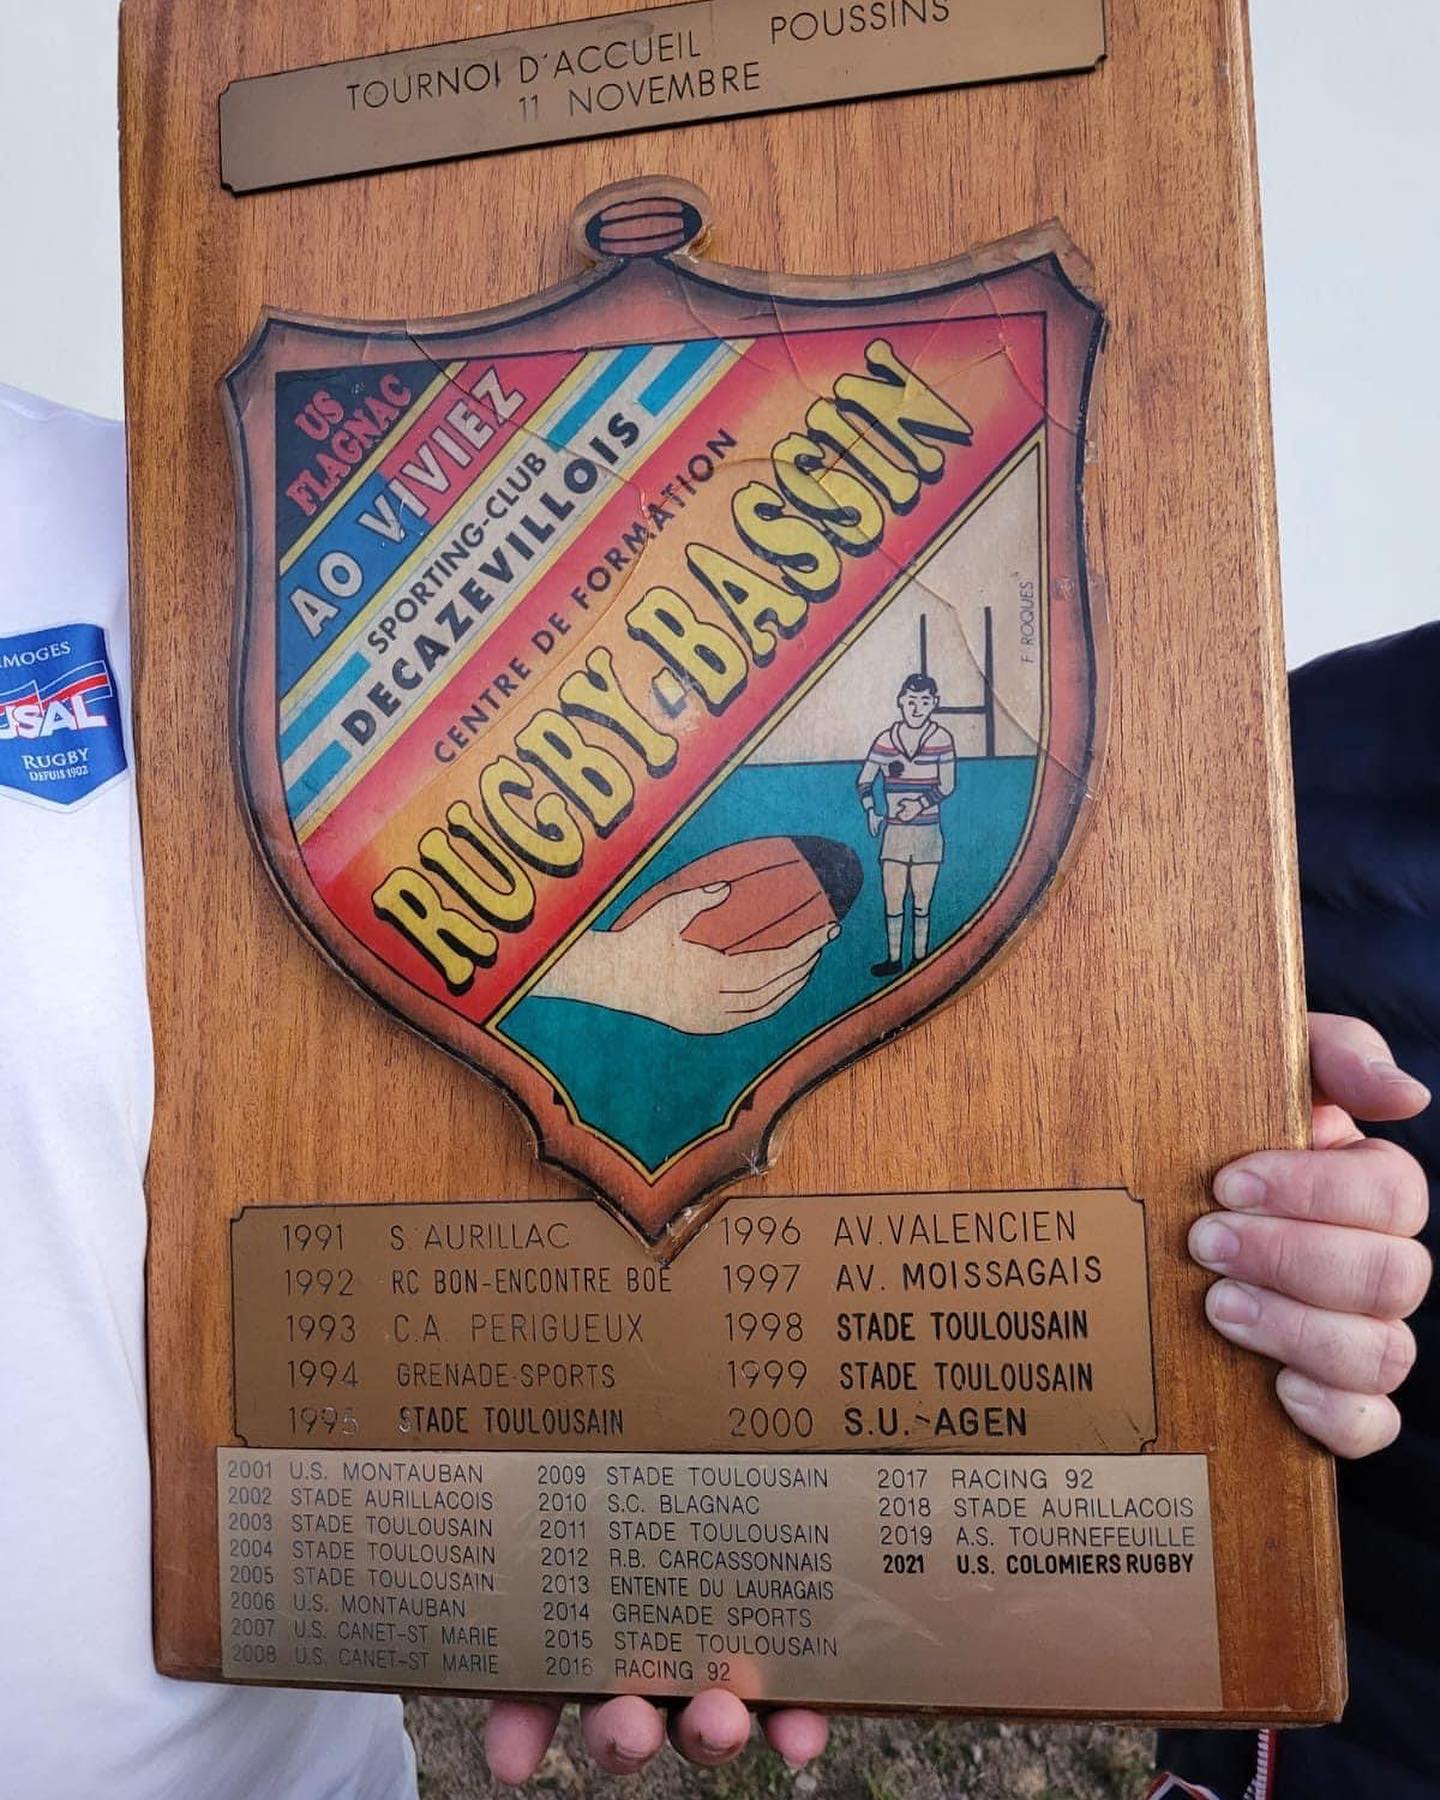 TOURNOI D'ACCUEIL POUSSINS
11 NOVEMBRE
US
FLAGNAC
AO VIVIEZ
SPORTING-CLUB
DECAZEVILLOIS
CENTRE DE FORMATION
RUGBY-BASSIN
F. ROQUES
IMOGES
USAL
RUGBY
DEPUIS 1902
1991 S. AURILLAC
1992 RC BON-ENCONTRE BOE
1993 C.A. PERIGUEUX
1994 GRENADE-SPORTS
1995 STADE TOULOUSAIN
1996 AV.VALENCIEN
1997 AV. MOISSAGAIS
1998 STADE TOULOUSAIN
1999 STADE TOULOUSAIN
2000 S.U.-AGEN
2001 U.S. MONTAUBAN
2002 STADE AURILLACOIS
2003 STADE TOULOUSAIN
2004 STADE TOULOUSAIN
2005 STADE TOULOUSAIN
2006 U.S. MONTAUBAN
2007 U.S. CANET-ST MARIE
2008 U.S. CANET-ST MARIE
2009 STADE TOULOUSAIN
2010 S.C. BLAGNAC
2011 STADE TOULOUSAIN
2012 R.B. CARCASSONNAIS
2013 ENTENTE DU LAURAGAIS
2014 GRENADE SPORTS
2015 STADE TOULOUSAIN
2016 RACING 92
2017 RACING 92
2018 STADE AURILLACOIS
2019 A.S. TOURNEFEUILLE
2021 U.S. COLOMIERS RUGBY